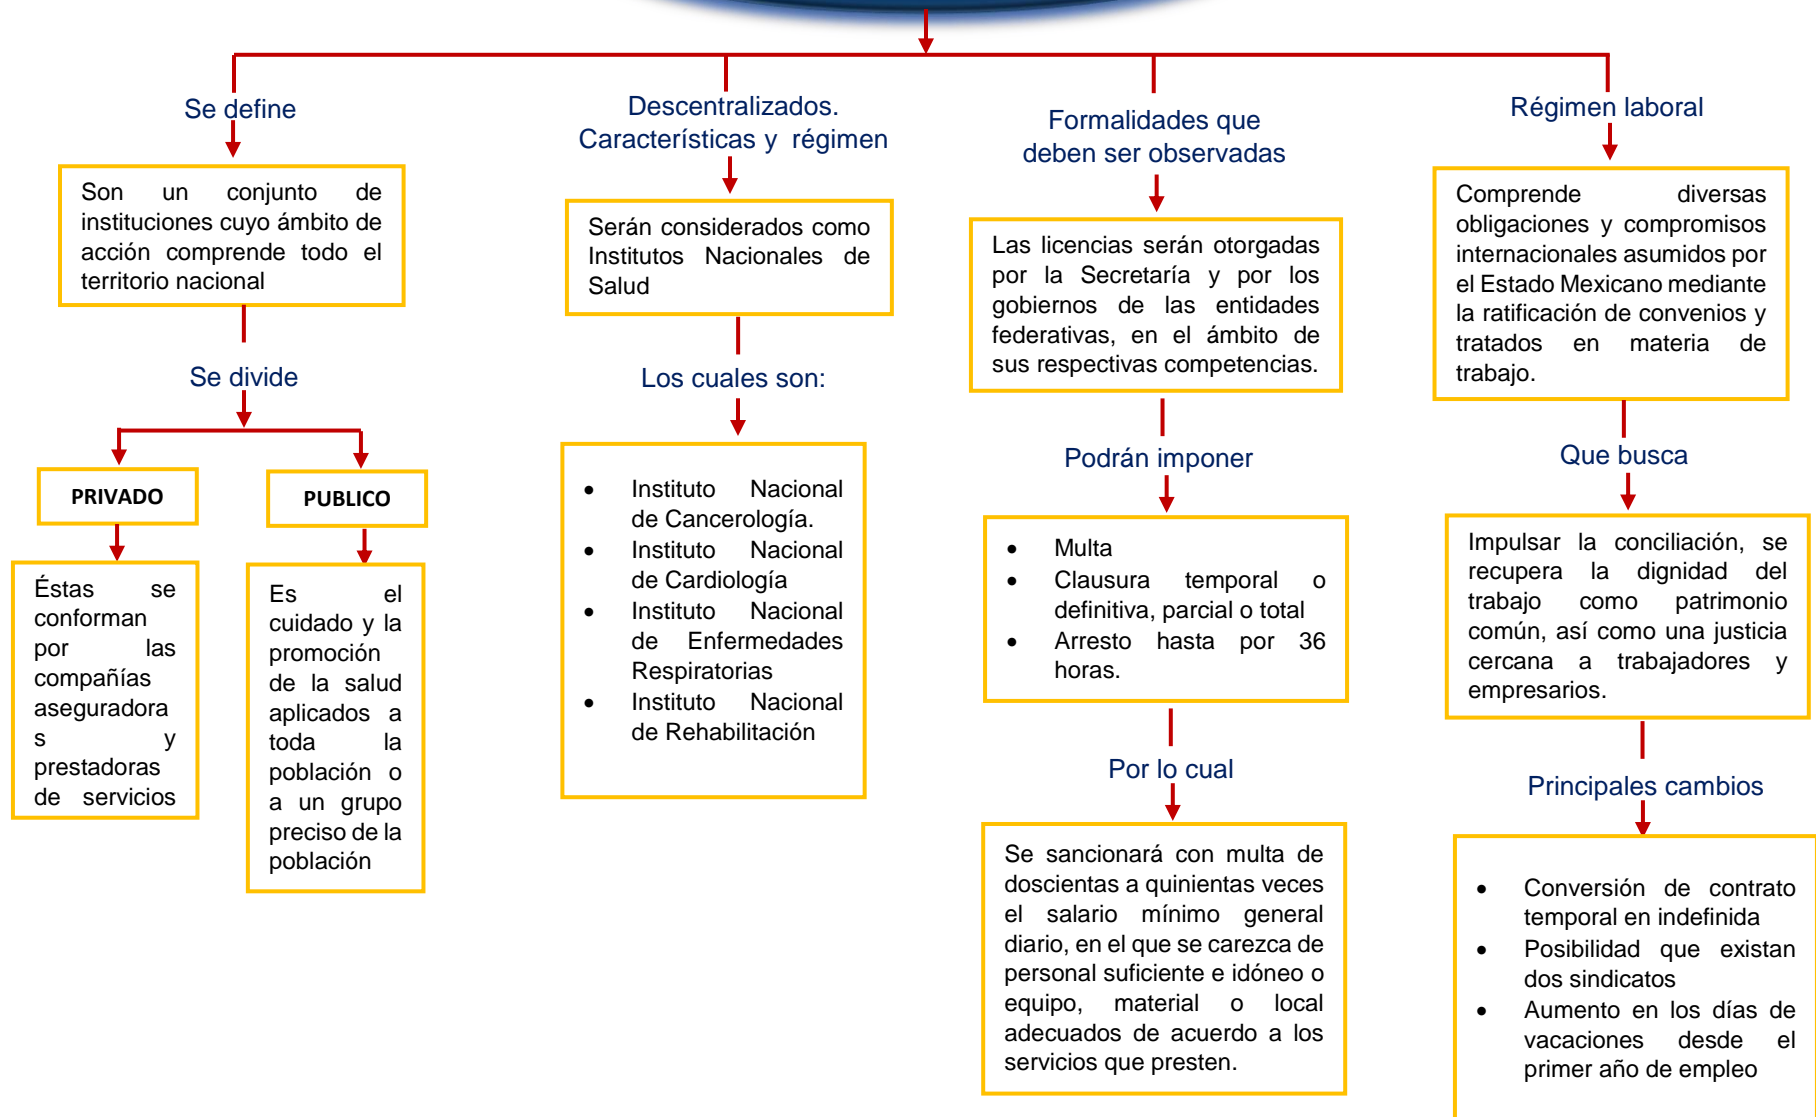 Se define
Son un conjunto de
instituciones cuyo ámbito de
acción comprende todo el
territorio nacional
Se divide
PRIVADO
PUBLICO
Éstas se
conforman
por las
compañías
aseguradora
s y
prestadoras
de servicios
Es el
cuidado y la
promoción
de la salud
aplicados a
toda la
población o
a un grupo
preciso de la
población
Descentralizados.
Características y régimen
Serán considerados como
Institutos Nacionales de
Salud
Los cuales son:
• Instituto Nacional
de Cancerología.
• Instituto Nacional
de Cardiología
• Instituto Nacional
de Enfermedades
Respiratorias
• Instituto Nacional
de Rehabilitación
Formalidades que
deben ser observadas
Las licencias serán otorgadas
por la Secretaría y por los
gobiernos de las entidades
federativas, en el ámbito de
sus respectivas competencias.
Podrán imponer
• Multa
• Clausura temporal o
definitiva, parcial o total
• Arresto hasta por 36
horas.
Por lo cual
Se sancionará con multa de
doscientas a quinientas veces
el salario mínimo general
diario, en el que se carezca de
personal suficiente e idóneo o
equipo, material o local
adecuados de acuerdo a los
servicios que presten.
Régimen laboral
Comprende diversas
obligaciones y compromisos
internacionales asumidos por
el Estado Mexicano mediante
la ratificación de convenios y
tratados en materia de
trabajo.
Que busca
Impulsar la conciliación, se
recupera la dignidad del
trabajo como patrimonio
común, así como una justicia
cercana a trabajadores y
empresarios.
Principales cambios
• Conversión de contrato
temporal en indefinida
• Posibilidad que existan
dos sindicatos
• Aumento en los días de
vacaciones desde el
primer año de empleo